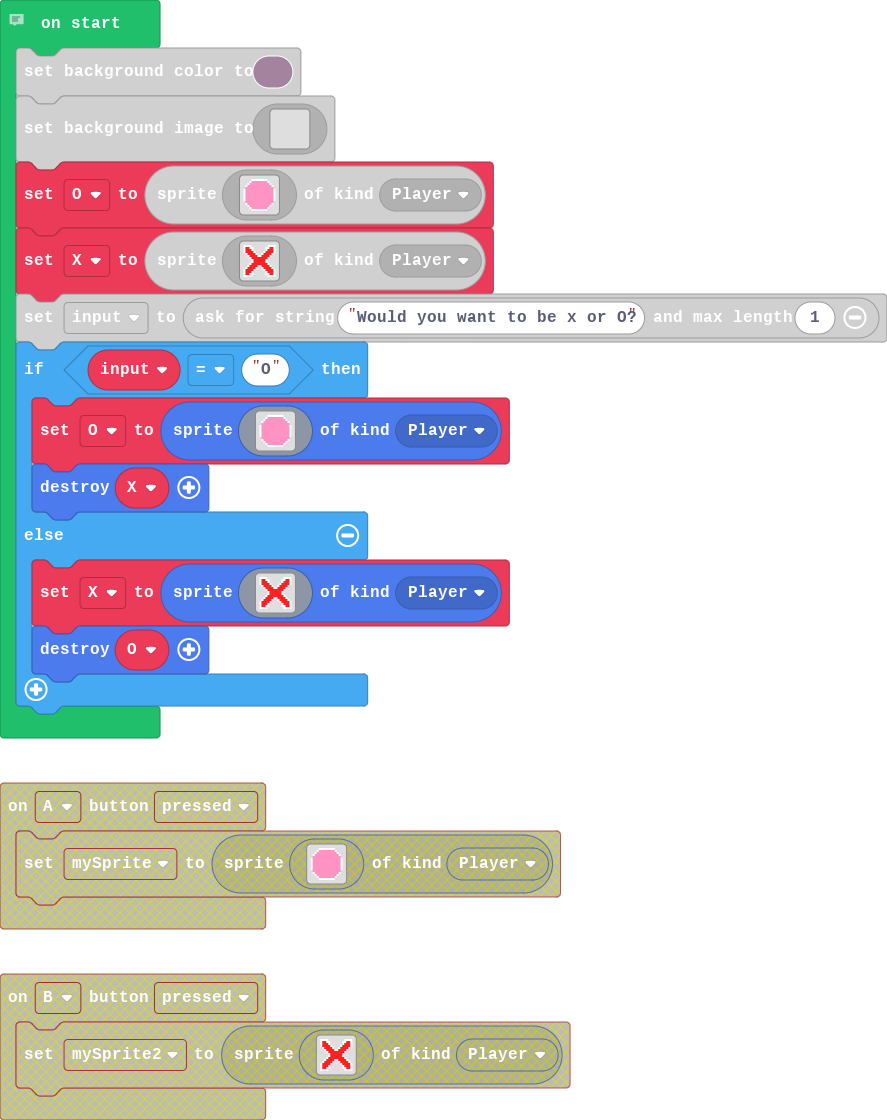 on start
set background color to
set background image to
set O to sprite of kind Player
set X to sprite of kind Player
set input to ask for string "Would you want to be x or O?" and max length 1
if input = "O" then
set O to sprite of kind Player
destroy X
else
set X to sprite of kind Player
destroy O
on A button pressed
set mySprite to sprite of kind Player
on B button pressed
set mySprite2 to sprite of kind Player